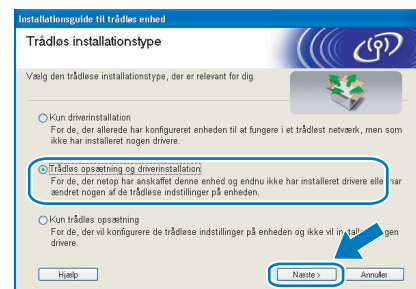 Installationsguide til trådløs enhed
Trådløs installationstype
Vælg den trådløse installationstype, der er relevant for dig.
Kun driverinstallation
For de, der allerede har konfigureret enheden til at fungere i et trådløst netværk, men som
ikke har installeret nogen drivere.
Trådløs opsætning og driverinstallation
For de, der netop har anskaffet denne enhed og endnu ikke har installeret drivere eller har
ændret nogen af de trådløse indstillinger på enheden.
Kun trådløs opsætning
For de, der vil konfigurere de trådløse indstillinger på enheden og ikke vil
drivere.
Hjælp
Næste >
Annuller